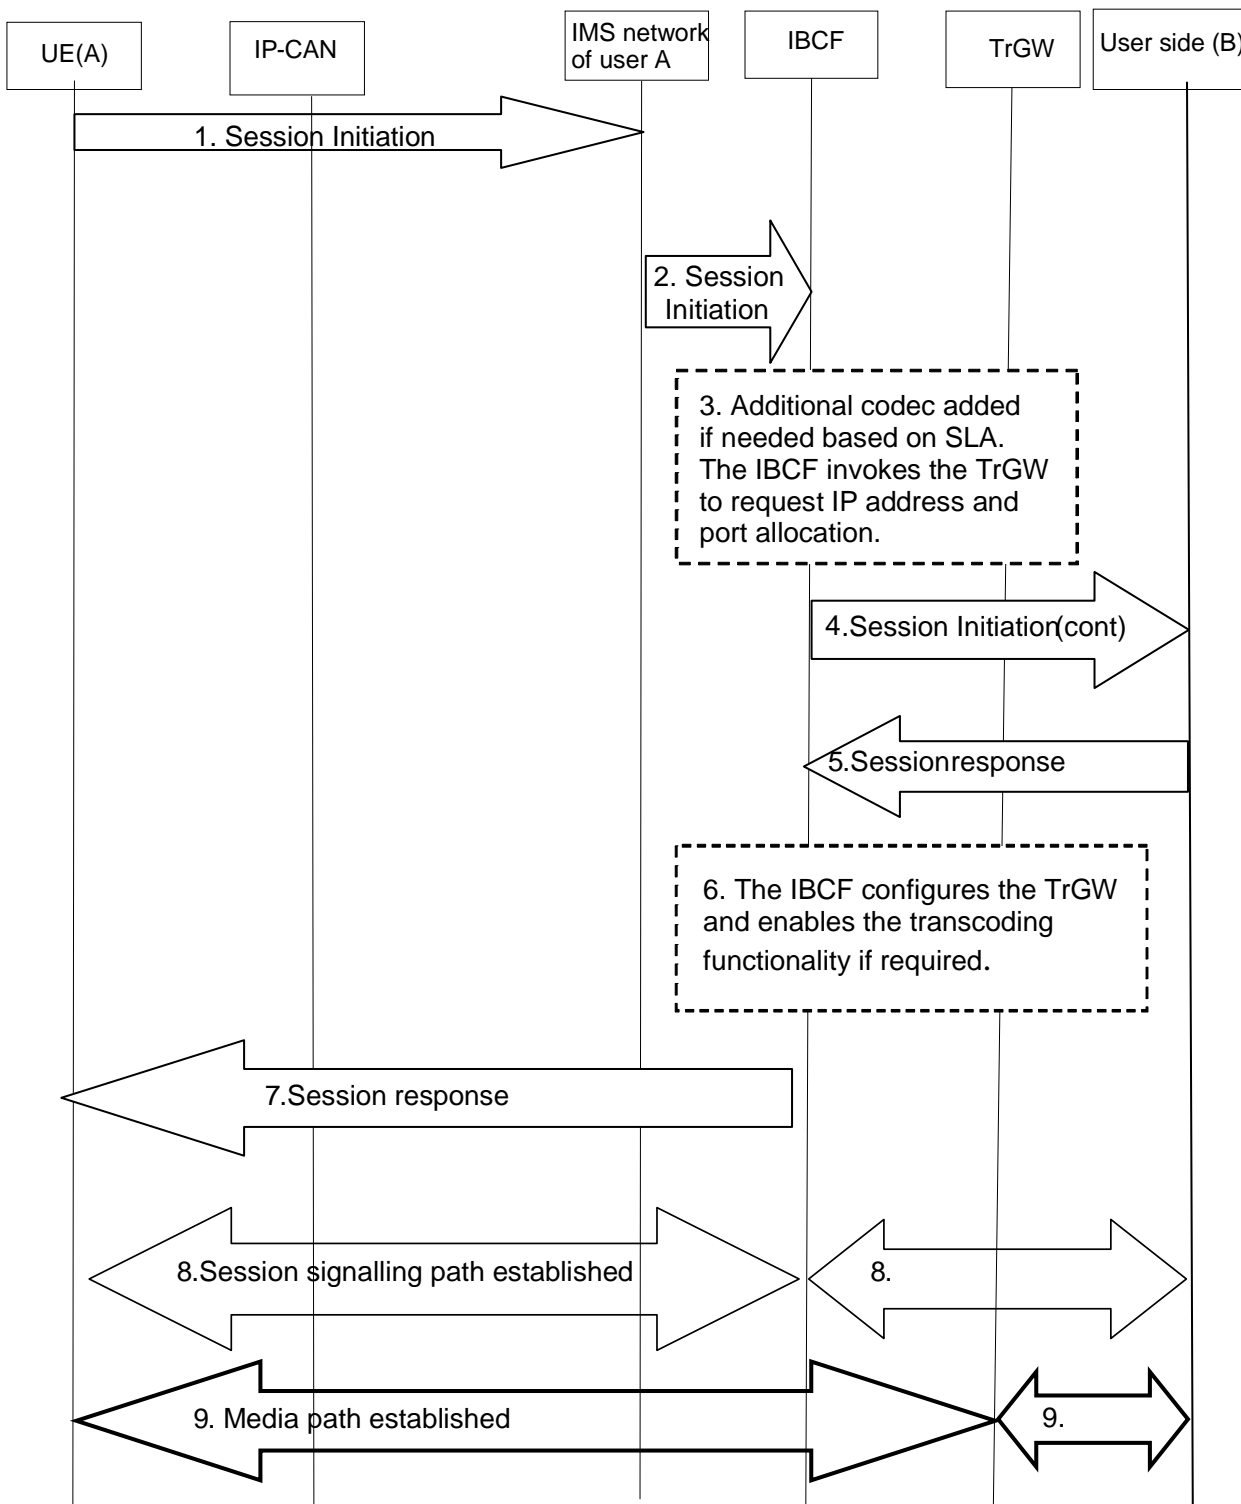 UE(A)
IP-CAN
IMS network
of user A
IBCF
TrGW
User side (B)
1. Session Initiation
2. Session
Initiation
3. Additional codec added
if needed based on SLA.
The IBCF invokes the TrGW
to request IP address and
port allocation.
4.Session Initiation(cont)
5.Sessionresponse
6. The IBCF configures the TrGW
and enables the transcoding
functionality if required.
7.Session response
8.Session signalling path established
8.
9. Media path established
9.